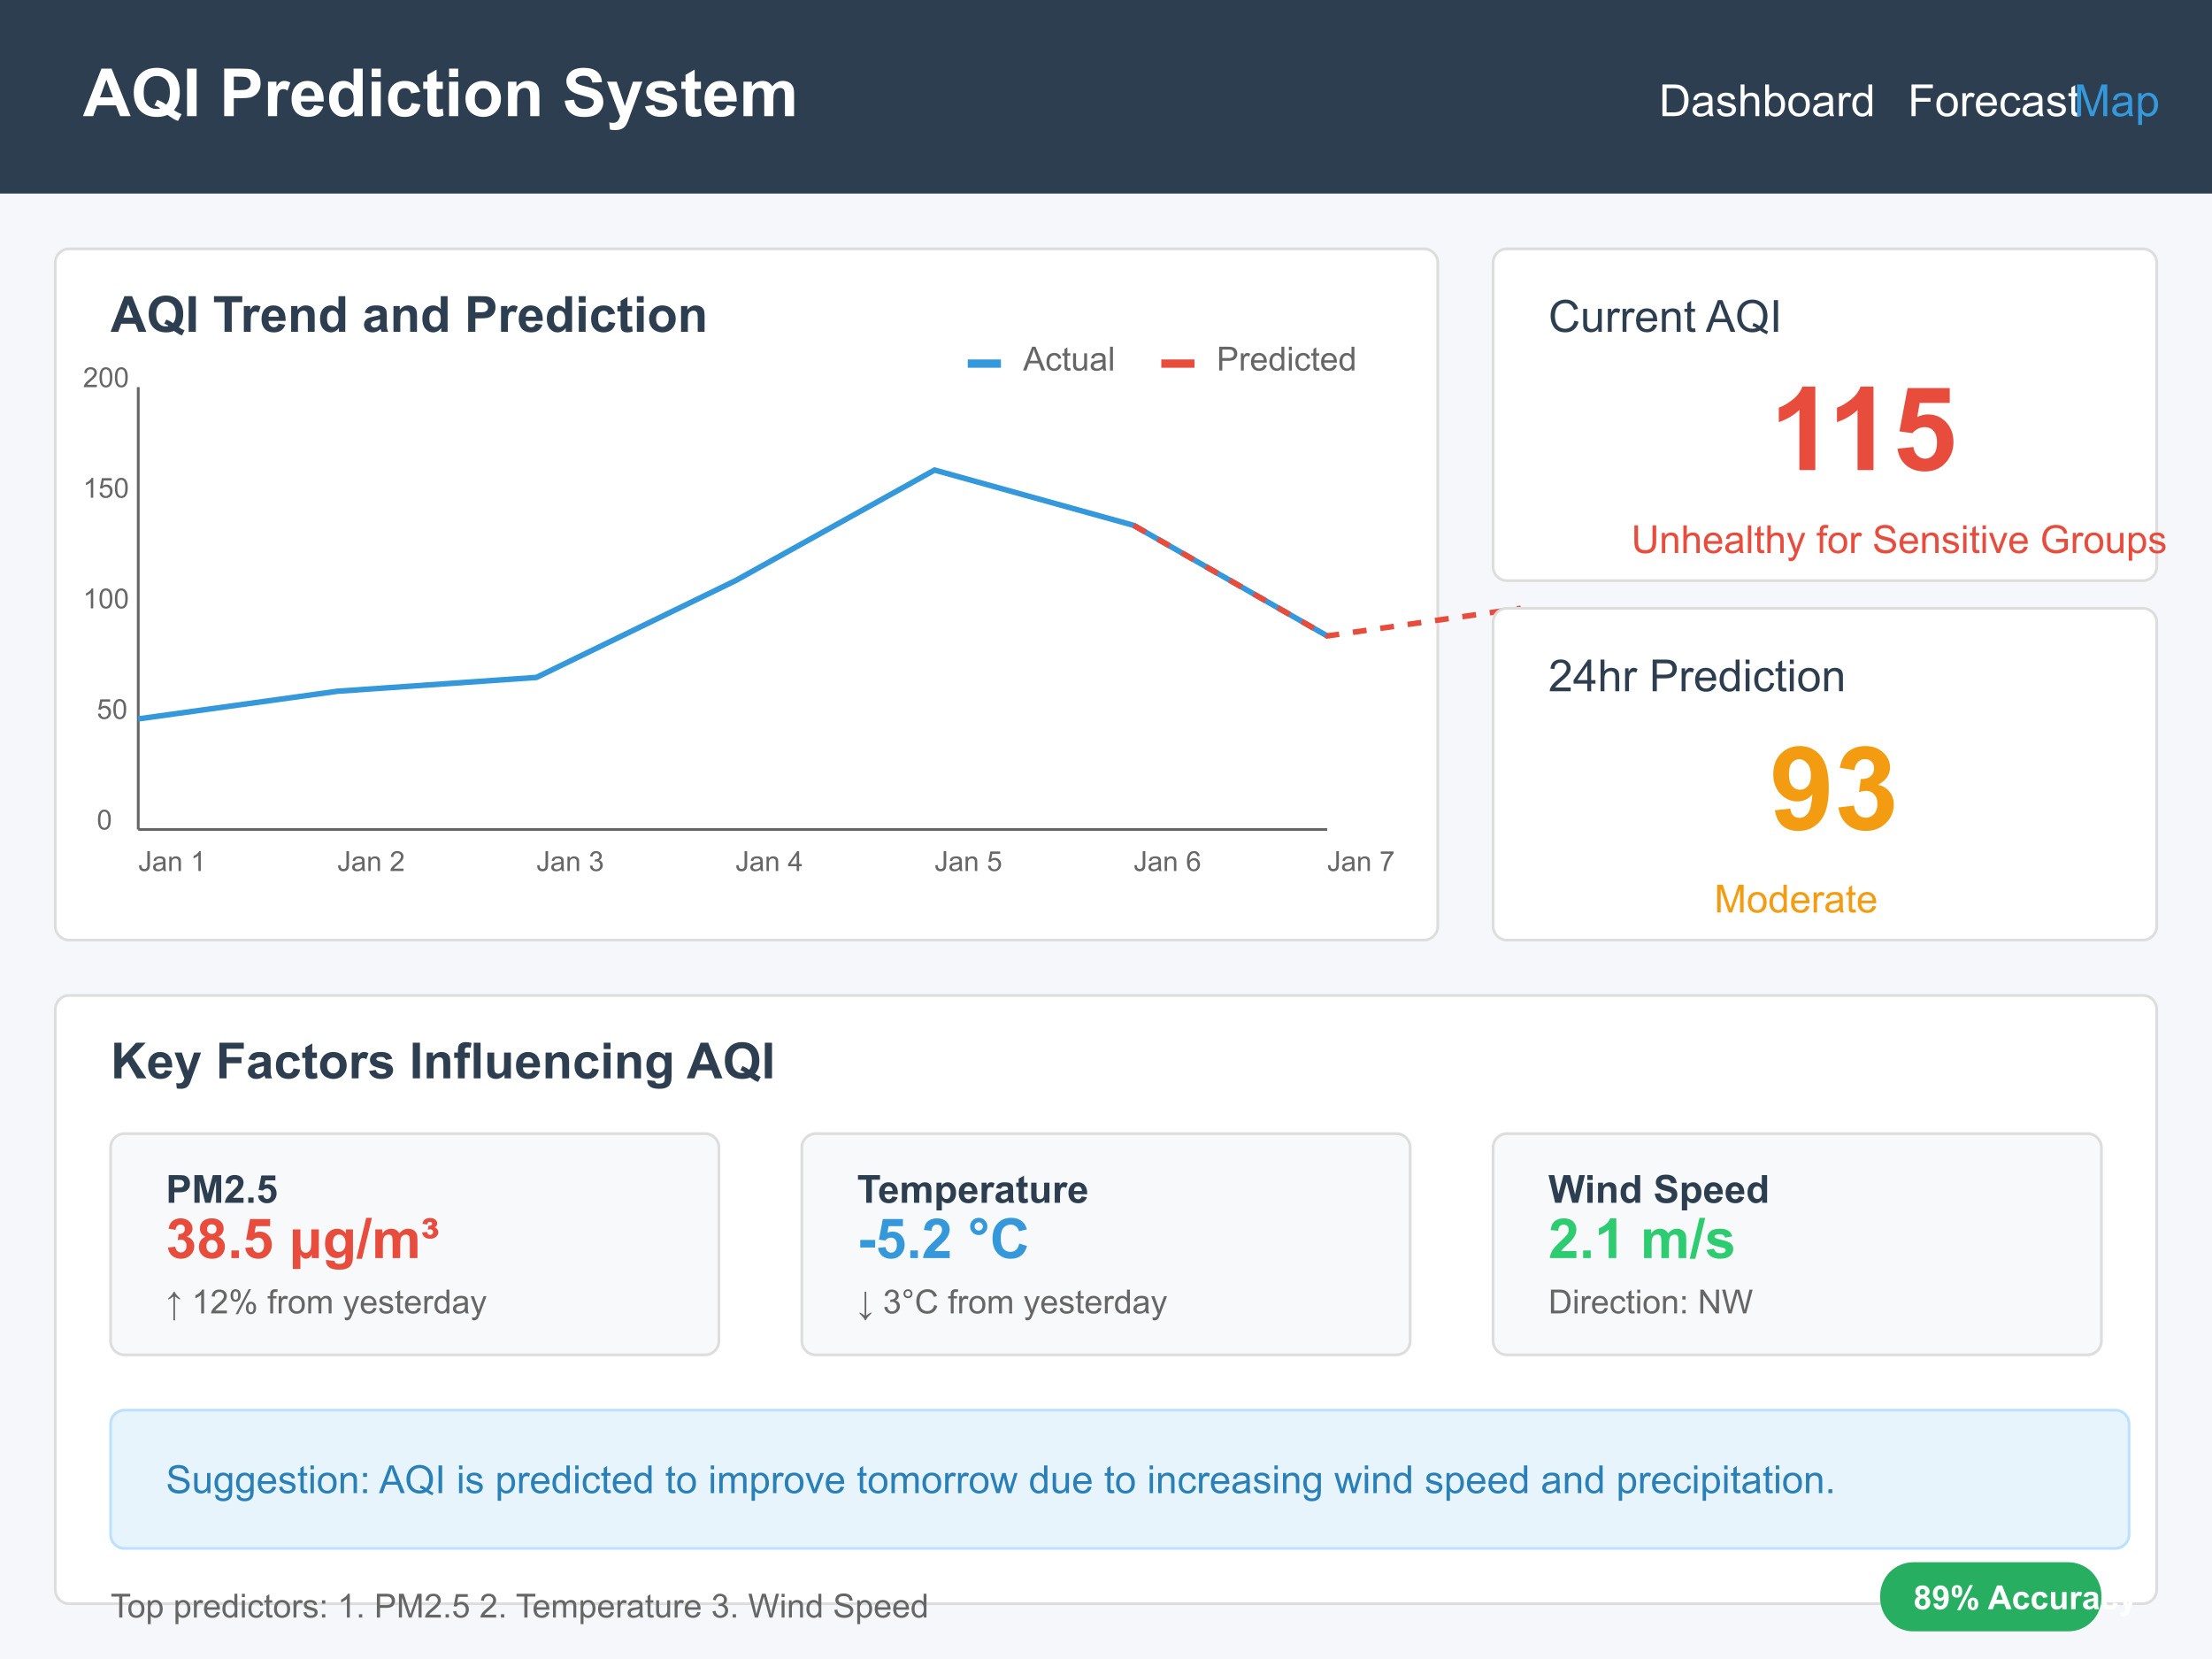 AQI Prediction System
Dashboard Forecast Map
AQI Trend and Prediction
Actual Predicted
200
150
100
50
0
Jan 1 Jan 2 Jan 3 Jan 4 Jan 5 Jan 6 Jan 7
Current AQI
115
Unhealthy for Sensitive Groups
24hr Prediction
93
Moderate
Key Factors Influencing AQI
PM2.5
38.5 µg/m³
↑ 12% from yesterday
Temperature
-5.2 °C
↓ 3°C from yesterday
Wind Speed
2.1 m/s
Direction: NW
Suggestion: AQI is predicted to improve tomorrow due to increasing wind speed and precipitation.
Top predictors: 1. PM2.5 2. Temperature 3. Wind Speed
89% Accuracy